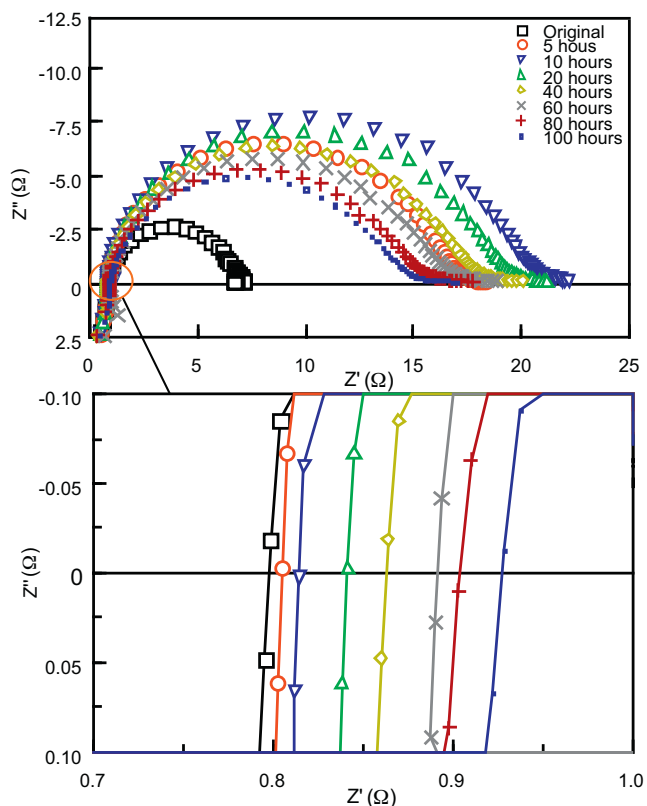 -12.5
-10.0
-7.5
-5.0
-2.5
0
2.5
Z" (Ω)
Original
5 hous
10 hours
20 hours
40 hours
60 hours
80 hours
100 hours
0 5 10 15 20 25
Z' (Ω)
-0.10
-0.05
0
0.05
0.10
Z" (Ω)
0.7 0.8 0.9 1.0
Z' (Ω)